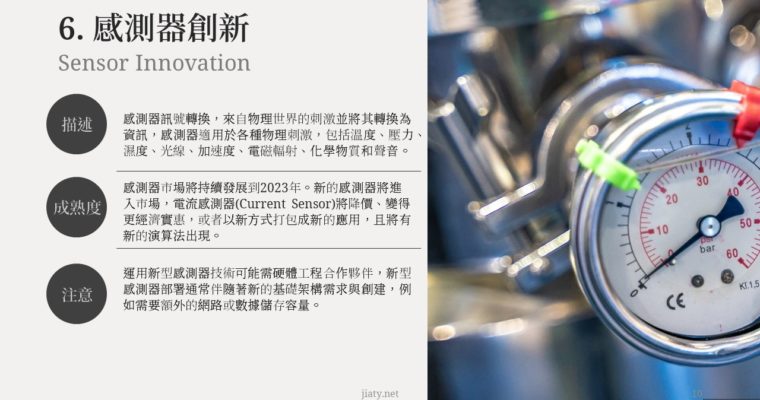 6. 感測器創新
Sensor Innovation
描述
感測器訊號轉換，來自物理世界的刺激並將其轉換為
資訊，感測器適用於各種物理刺激，包括溫度、壓力、
濕度、光線、加速度、電磁輻射、化學物質和聲音。
成熟度
感測器市場將持續發展到2023年。新的感測器將進
入市場，電流感測器(Current Sensor)將降價、變得
更經濟實惠，或者以新方式打包成新的應用，且將有
新的演算法出現。
注意
運用新型感測器技術可能需硬體工程合作夥伴，新型
感測器部署通常伴隨著新的基礎架構需求與創建，例
如需要額外的網路或數據儲存容量。
jiaty.net
10
2
30
40
20
50
10
60
0
0
psi
bar
CE
Kl.1,5